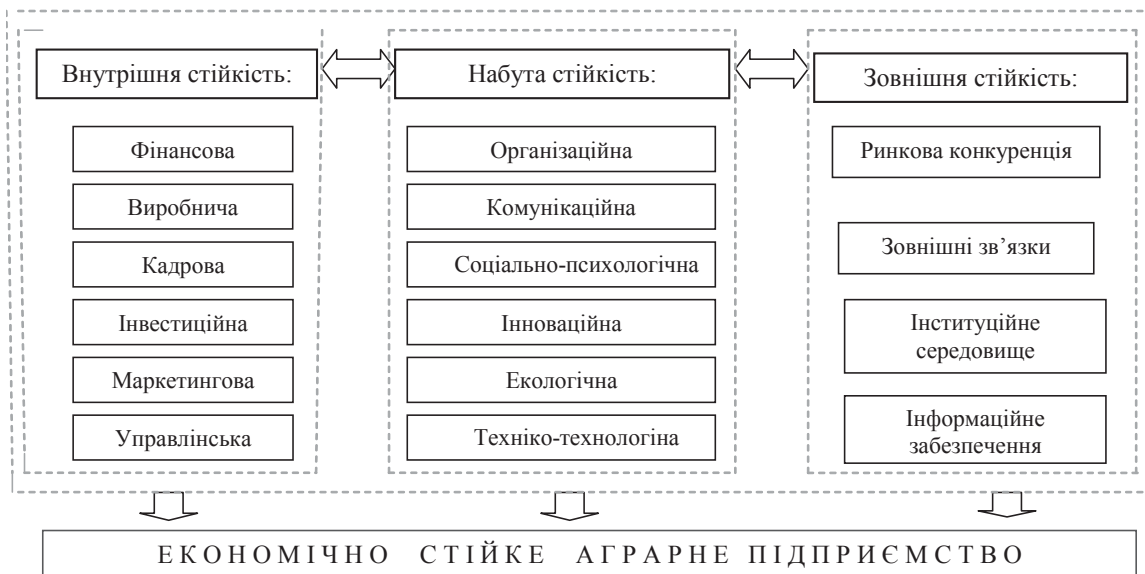 Внутрішня стійкість:
Фінансова
Виробнича
Кадрова
Інвестиційна
Маркетингова
Управлінська
Набута стійкість:
Організаційна
Комунікаційна
Соціально-психологічна
Інноваційна
Екологічна
Техніко-технологіна
Зовнішня стійкість:
Ринкова конкуренція
Зовнішні зв’язки
Інституційне
середовище
Інформаційне
забезпечення
ЕКОНОМІЧНО СТІЙКЕ АГРАРНЕ ПІДПРИЄМСТВО